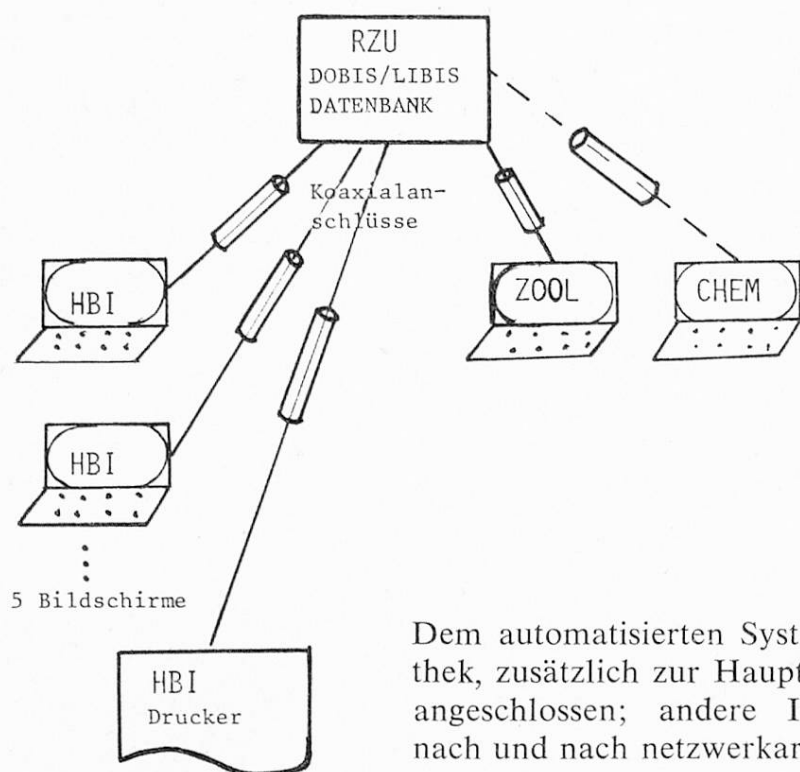 RZU
DOBIS/LIBIS
DATENBANK
Koaxialan-
schlüsse
HBI
ZOOL
CHEM
HBI
5 Bildschirme
HBI
Drucker
Dem automatisierten Syst
thek, zusätzlich zur Haupt
angeschlossen; andere I
nach und nach netzwerkar